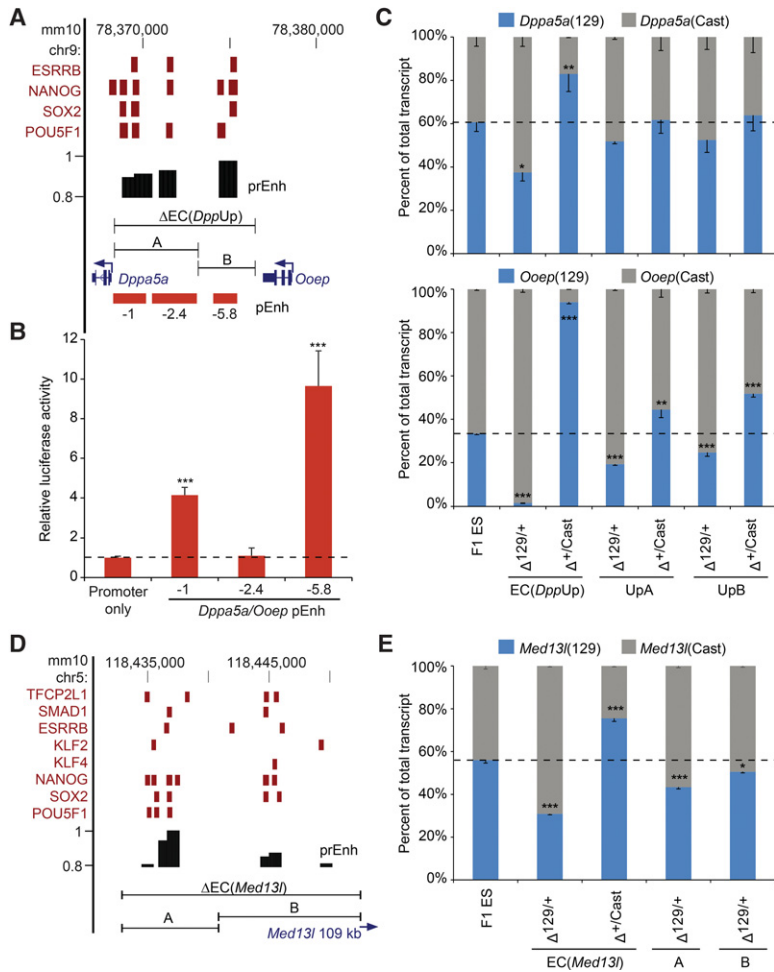 A
mm10
78,370,000
78,380,000
chr9:
ESRRB
NANOG
SOX2
POU5F1
1
0.8
prEnh
ΔEC(DppUp)
A
B
Dppa5a
Ooep
-1
-2.4
-5.8
pEnh
B
Relative luciferase activity
12
10
8
6
4
2
0
***
***
Promoter only
-1
-2.4
-5.8
Dppa5a/Ooep pEnh
C
Dppa5a(129)
Dppa5a(Cast)
Percent of total transcript
100%
80%
60%
40%
20%
0%
*
**
Ooep(129)
Ooep(Cast)
Percent of total transcript
100%
80%
60%
40%
20%
0%
***
***
***
**
***
***
F1 ES
Δ129/+
Δ+/Cast
Δ129/+
Δ+/Cast
Δ129/+
Δ+/Cast
EC(DppUp)
UpA
UpB
D
mm10
118,435,000
118,445,000
chr5:
TFCP2L1
SMAD1
ESRRB
KLF2
KLF4
NANOG
SOX2
POU5F1
1
0.8
prEnh
ΔEC(Med13l)
A
B
Med13l 109 kb
E
Med13l(129)
Med13l(Cast)
Percent of total transcript
100%
80%
60%
40%
20%
0%
***
***
***
*
F1 ES
Δ129/+
Δ+/Cast
Δ129/+
Δ129/+
EC(Med13l)
A
B